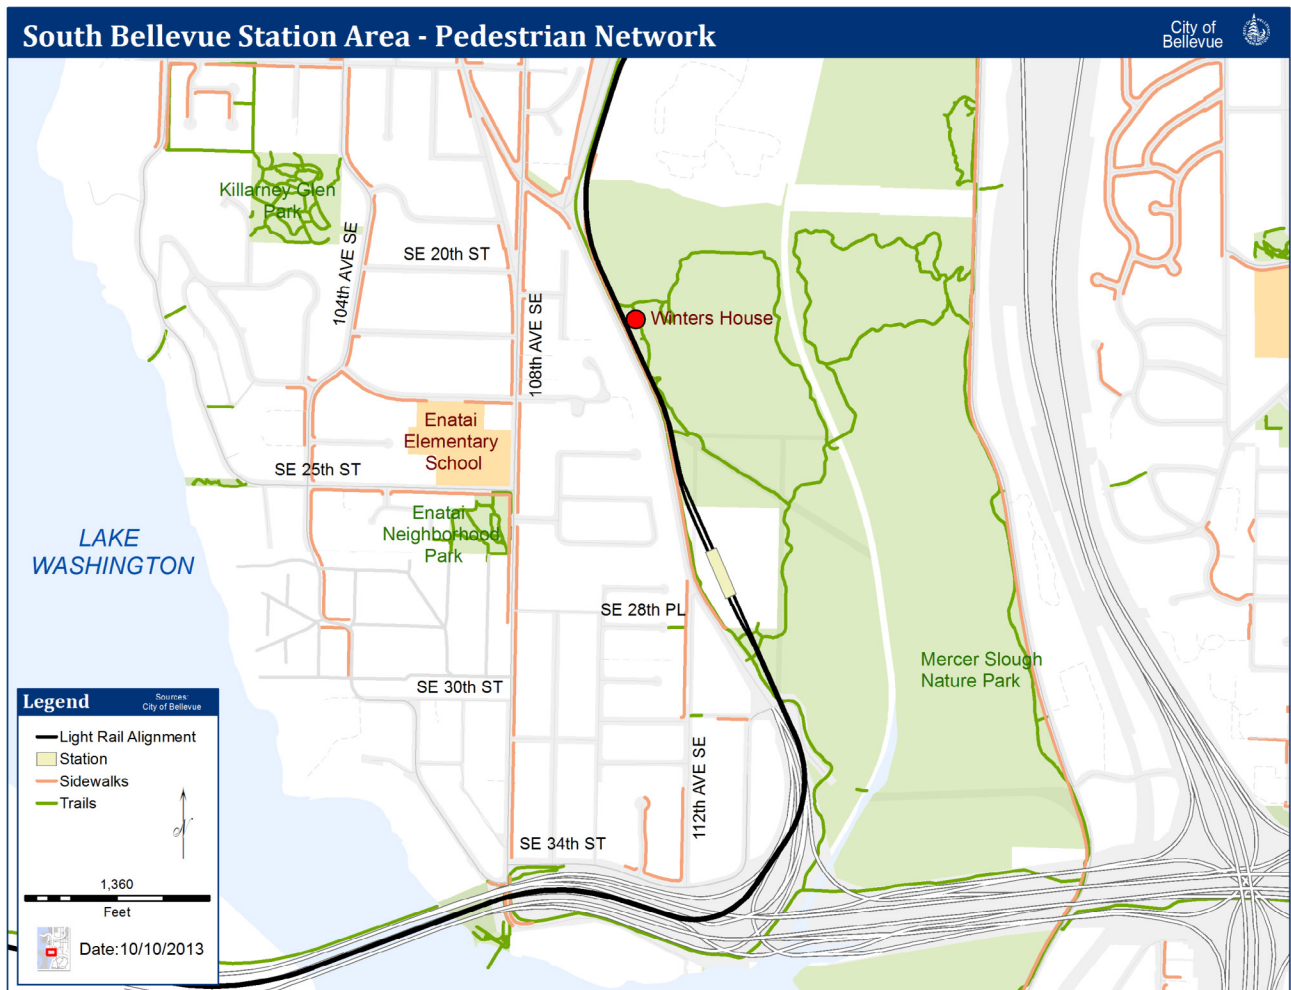 South Bellevue Station Area - Pedestrian Network
City of
Bellevue
Killarney Glen
Park
104th AVE SE
SE 20th ST
108th AVE SE
Winters House
Enatai
Elementary
School
SE 25th ST
Enatai
Neighborhood
Park
LAKE
WASHINGTON
SE 28th PL
Mercer Slough
Nature Park
SE 30th ST
112th AVE SE
SE 34th ST
Legend
Sources:
City of Bellevue
Light Rail Alignment
Station
Sidewalks
Trails
N
1,360
Feet
Date:10/10/2013